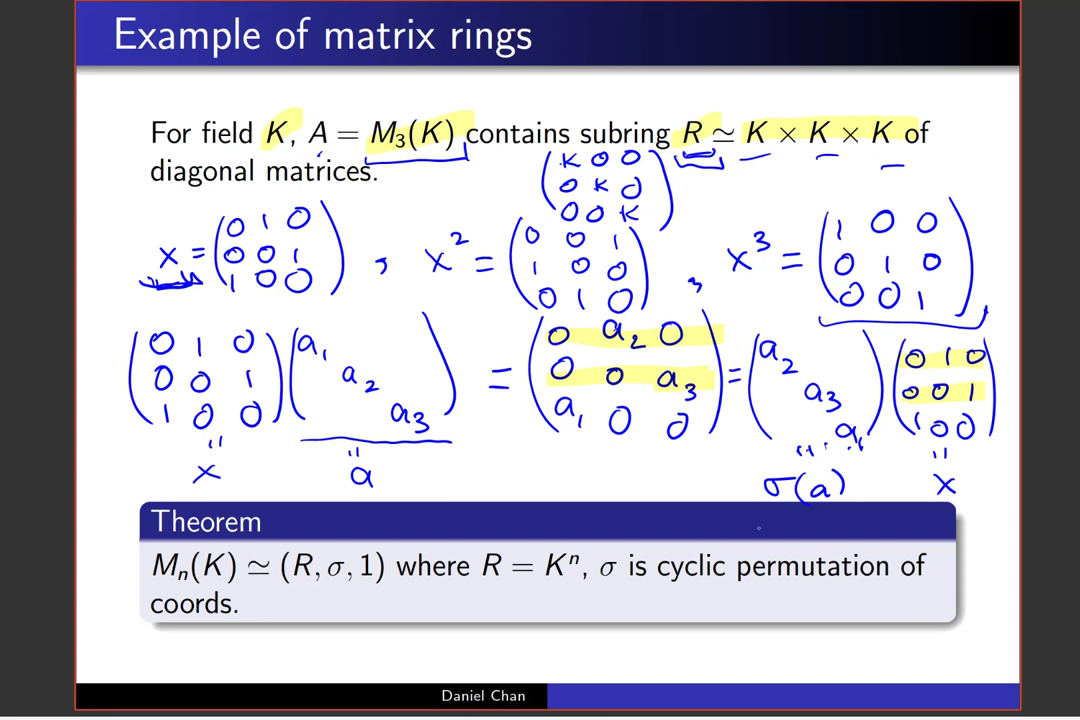 Example of matrix rings
For field K, A = M₃(K) contains subring R ≃ K × K × K of
diagonal matrices.
(K 0 0
0 K 0
0 0 K)
x = (0 1 0
0 0 1
1 0 0) , x² = (0 0 1
1 0 0
0 1 0) , x³ = (1 0 0
0 1 0
0 0 1)
(0 1 0
0 0 1
1 0 0) (a₁
a₂
a₃) = (0 a₂ 0
0 0 a₃
a₁ 0 0) = (a₂
a₃
a₁) (0 1 0
0 0 1
1 0 0)
" " " "
x a σ(a) x
Theorem
Mₙ(K) ≃ (R, σ, 1) where R = Kⁿ, σ is cyclic permutation of
coords.
Daniel Chan